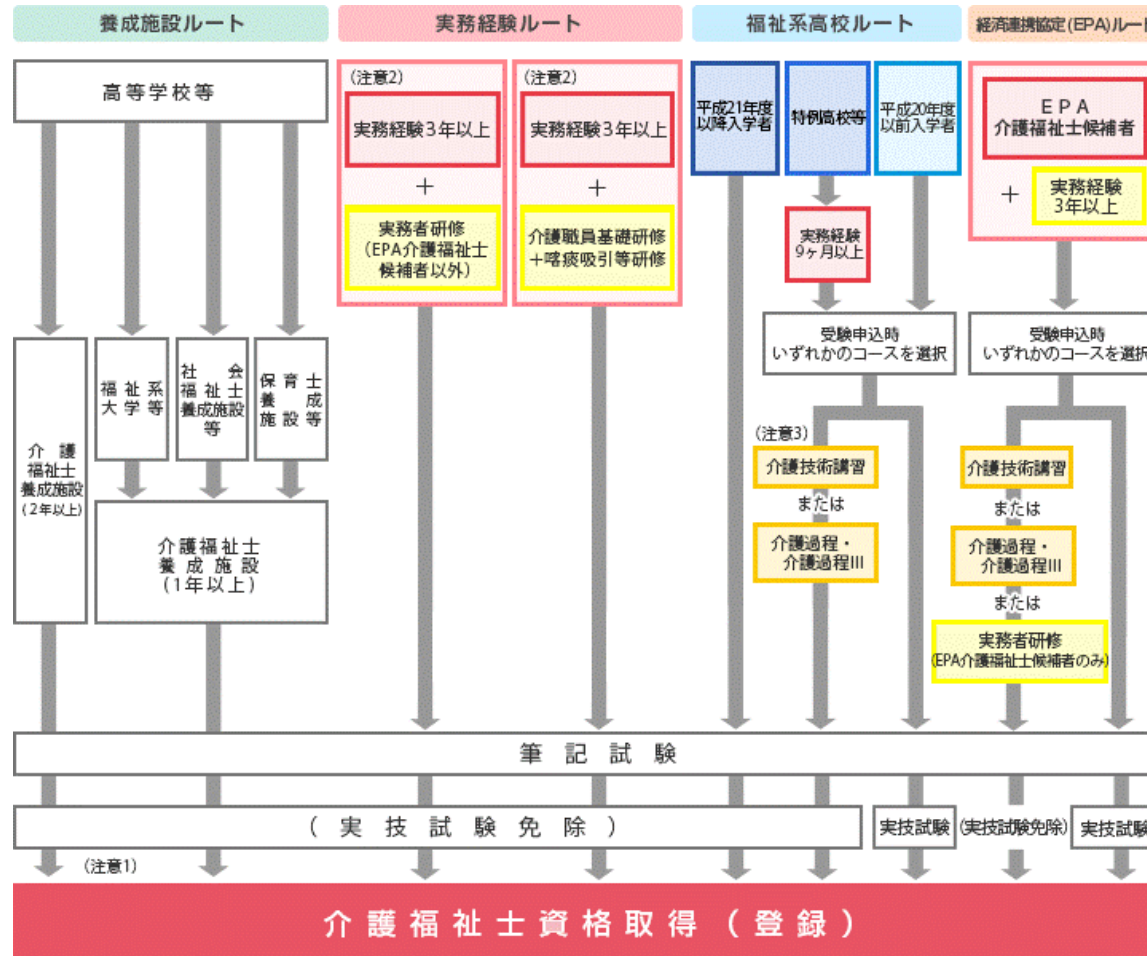 養成施設ルート
実務経験ルート
福祉系高校ルート
経済連携協定(EPA)ルート
高等学校等
(注意2)
実務経験3年以上
+
実務者研修
(EPA介護福祉士
候補者以外)
(注意2)
実務経験3年以上
+
介護職員基礎研修
+喀痰吸引等研修
平成21年度
以降入学者
特例高校等
平成20年度
以前入学者
実務経験
9ヶ月以上
EPA
介護福祉士候補者
+
実務経験
3年以上
受験申込時
いずれかのコースを選択
受験申込時
いずれかのコースを選択
介護
福祉士
養成施設
(2年以上)
福祉系
大学等
社会
福祉士
養成施設
等
保育士
養成
施設等
介護福祉士
養成施設
(1年以上)
(注意3)
介護技術講習
または
介護過程・
介護過程III
介護技術講習
または
介護過程・
介護過程III
または
実務者研修
(EPA介護福祉士候補者のみ)
筆記試験
(実技試験免除)
実技試験
(実技試験免除)
実技試験
(注意1)
介護福祉士資格取得(登録)